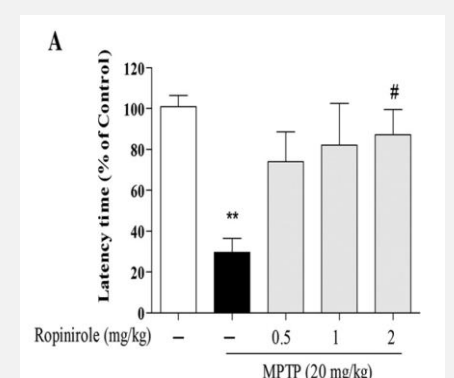 A
Latency time (% of Control)
120
100
80
60
40
20
0
**
#
Ropinirole (mg/kg) – – 0.5 1 2
MPTP (20 mg/kg)